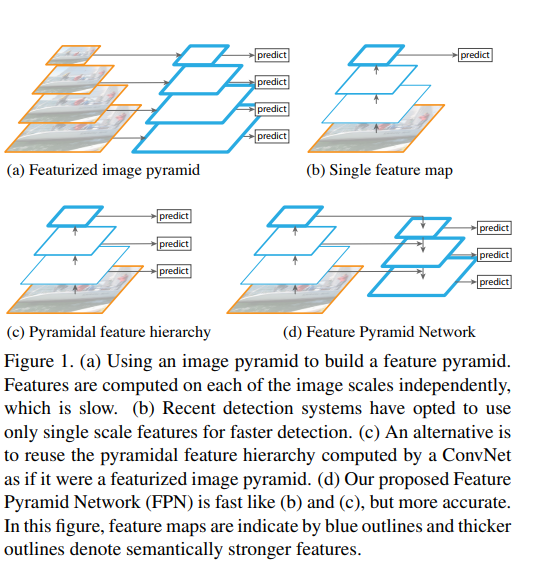 predict
predict
predict
predict
predict
(a) Featurized image pyramid
(b) Single feature map
predict
predict
predict
predict
predict
predict
(c) Pyramidal feature hierarchy
(d) Feature Pyramid Network
Figure 1. (a) Using an image pyramid to build a feature pyramid.
Features are computed on each of the image scales independently,
which is slow. (b) Recent detection systems have opted to use
only single scale features for faster detection. (c) An alternative is
to reuse the pyramidal feature hierarchy computed by a ConvNet
as if it were a featurized image pyramid. (d) Our proposed Feature
Pyramid Network (FPN) is fast like (b) and (c), but more accurate.
In this figure, feature maps are indicate by blue outlines and thicker
outlines denote semantically stronger features.